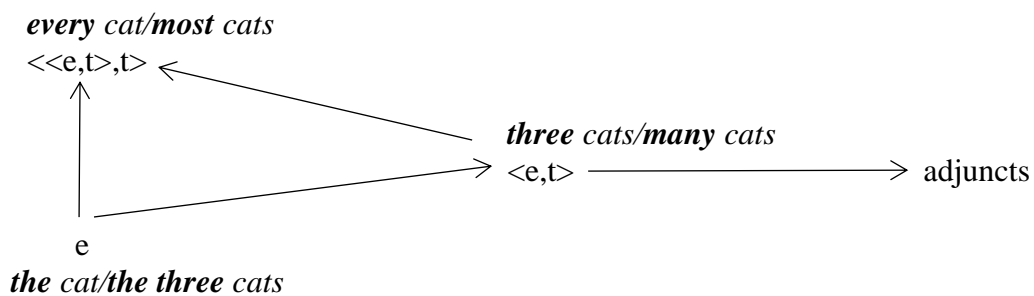 every cat/most cats
<<e,t>,t>
three cats/many cats
<e,t>
adjuncts
e
the cat/the three cats